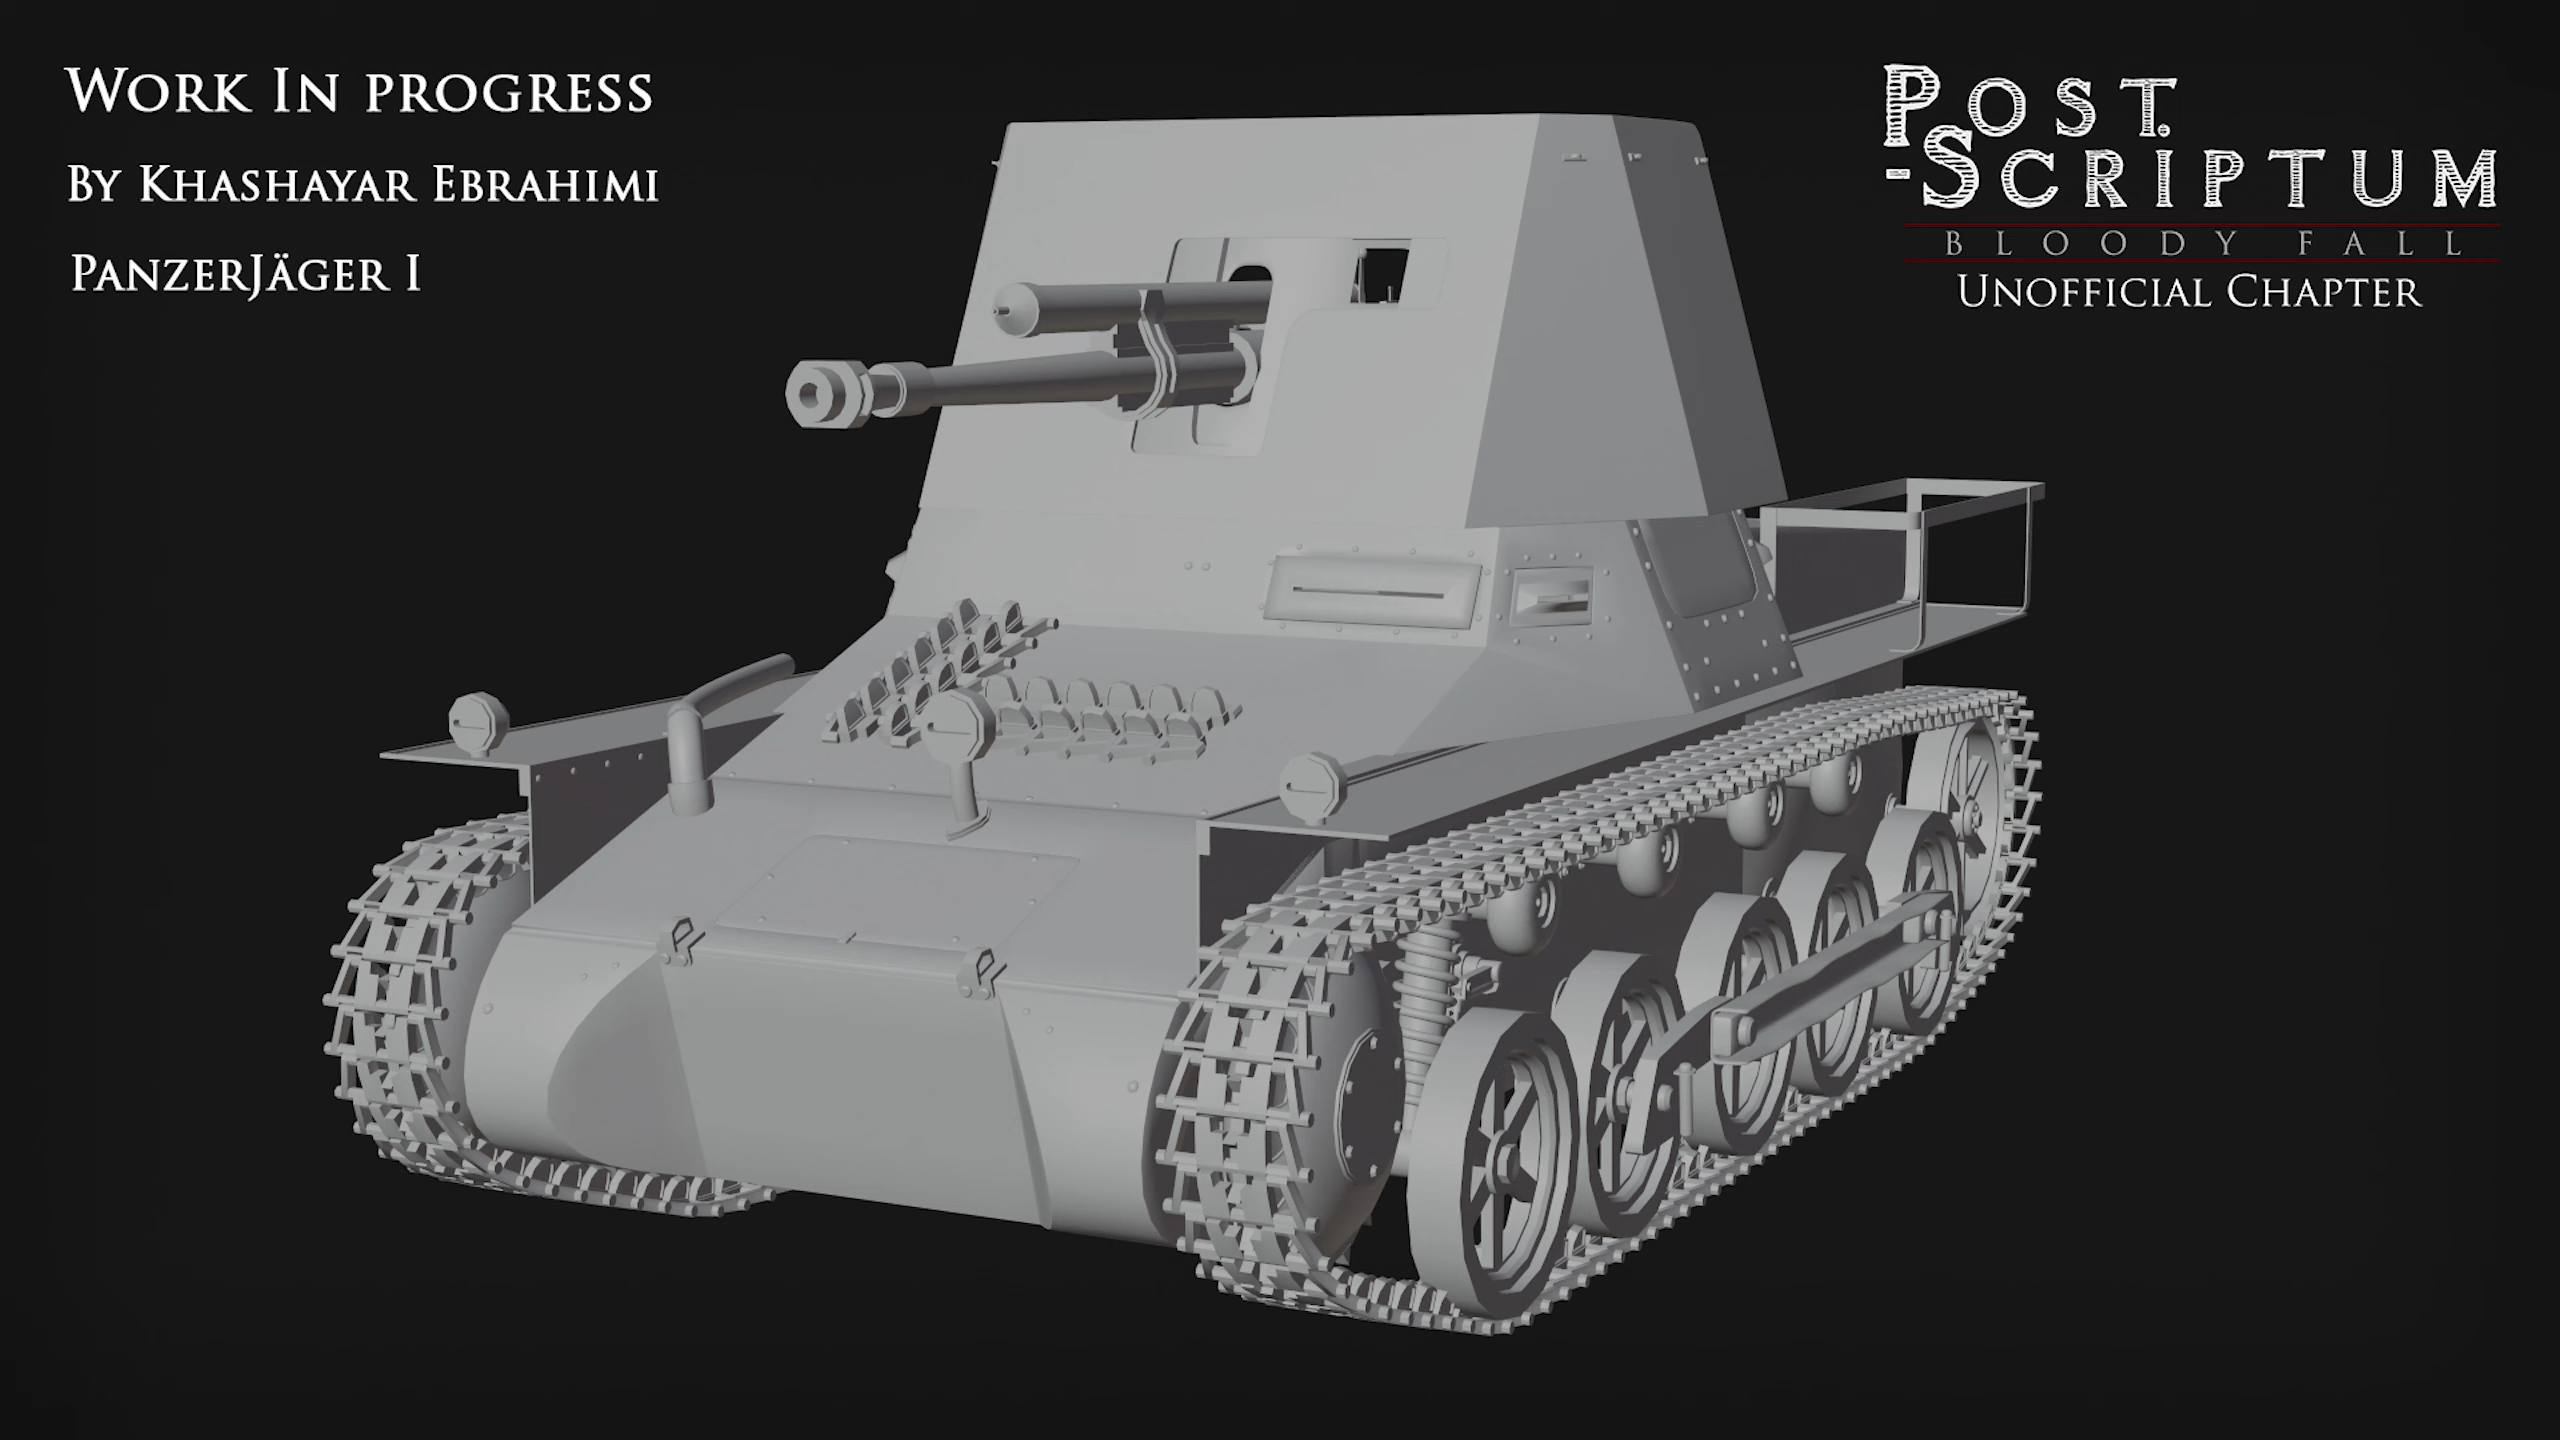 Work In progress
By Khashayar Ebrahimi
PanzerJäger I
Post
-Scriptum
BLOODY FALL
Unofficial Chapter